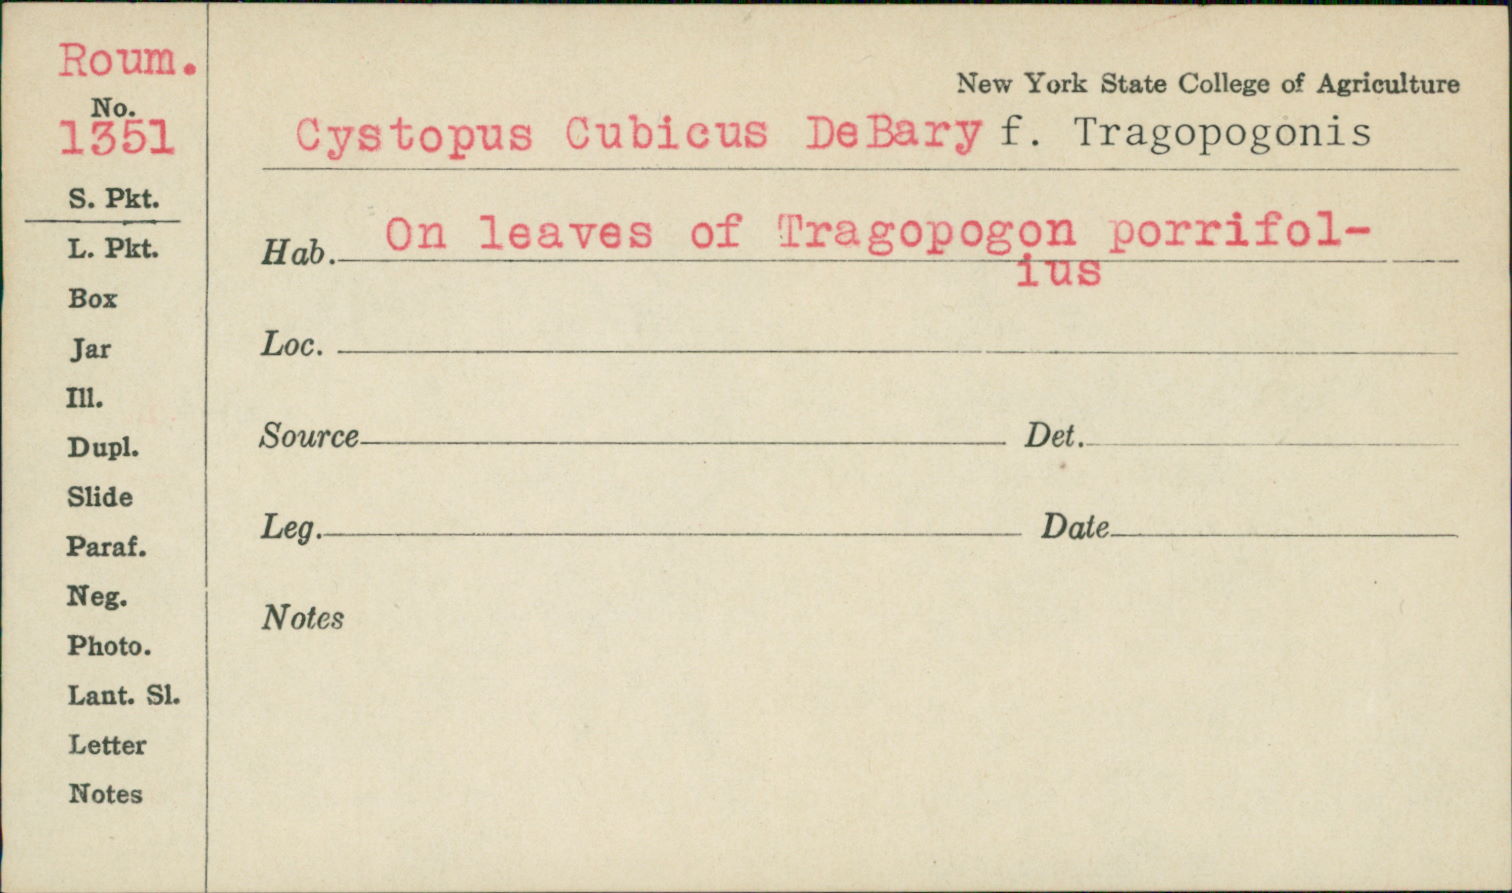 Roum.
No.
1351
S. Pkt.
L. Pkt.
Box
Jar
Ill.
Dupl.
Slide
Paraf.
Neg.
Photo.
Lant. Sl.
Letter
Notes
New York State College of Agriculture
Cystopus Cubicus DeBary f. Tragopogonis
Hab. On leaves of Tragopogon porrifol-
ius
Loc.
Source Det.
Leg. Date
Notes